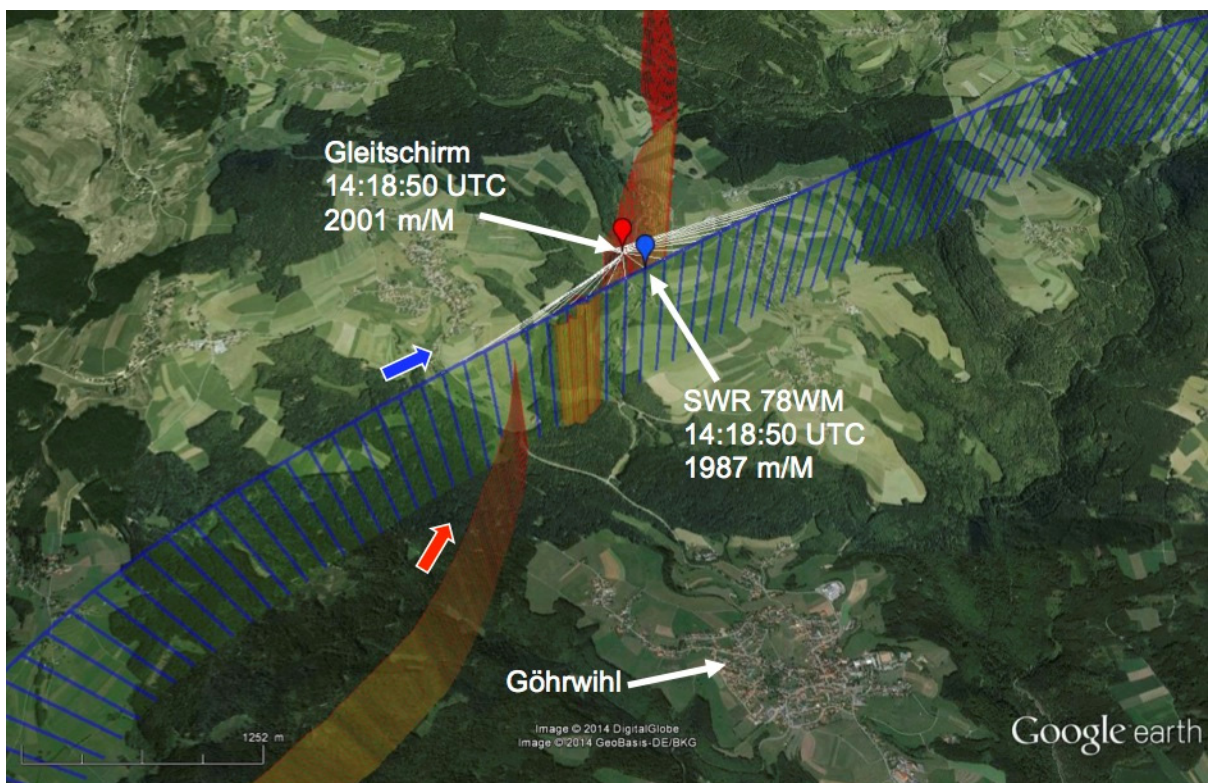 Gleitschirm
14:18:50 UTC
2001 m/M
SWR 78WM
14:18:50 UTC
1987 m/M
Göhrwihl
1252 m
Image © 2014 DigitalGlobe
Image © 2014 GeoBasis-DE/BKG
Google earth